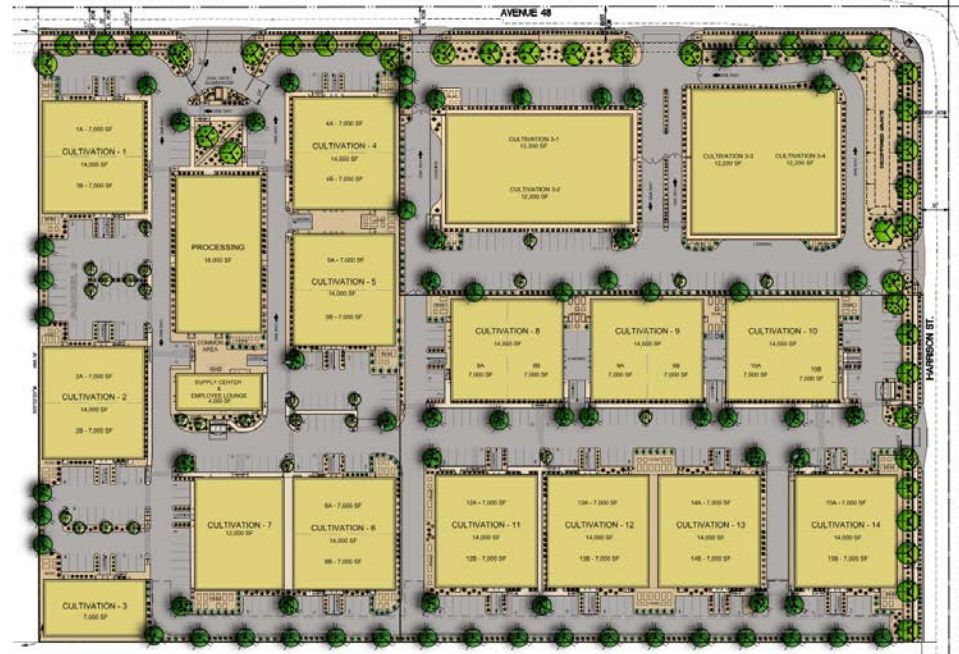 AVENUE 48
HARRISON ST.
1A - 7,000 SF
CULTIVATION - 1
14,000 SF
1B - 7,000 SF
4A - 7,000 SF
CULTIVATION - 4
14,000 SF
4B - 7,000 SF
CULTIVATION 3-1
12,200 SF
CULTIVATION 3-2
12,200 SF
CULTIVATION 3-3
12,200 SF
CULTIVATION 3-4
12,200 SF
PROCESSING
18,000 SF
5A - 7,000 SF
CULTIVATION - 5
14,000 SF
5B - 7,000 SF
COMMON
AREA
SUPPLY CENTER
&
EMPLOYEE LOUNGE
4,000 SF
2A - 7,000 SF
CULTIVATION - 2
14,000 SF
2B - 7,000 SF
CULTIVATION - 8
14,000 SF
8A
7,000 SF
8B
7,000 SF
CULTIVATION - 9
14,000 SF
9A
7,000 SF
9B
7,000 SF
CULTIVATION - 10
14,000 SF
10A
7,000 SF
10B
7,000 SF
CULTIVATION - 7
12,000 SF
6A - 7,000 SF
CULTIVATION - 6
14,000 SF
6B - 7,000 SF
12A - 7,000 SF
CULTIVATION - 11
14,000 SF
12B - 7,000 SF
13A - 7,000 SF
CULTIVATION - 12
14,000 SF
13B - 7,000 SF
14A - 7,000 SF
CULTIVATION - 13
14,000 SF
14B - 7,000 SF
15A - 7,000 SF
CULTIVATION - 14
14,000 SF
15B - 7,000 SF
CULTIVATION - 3
7,000 SF